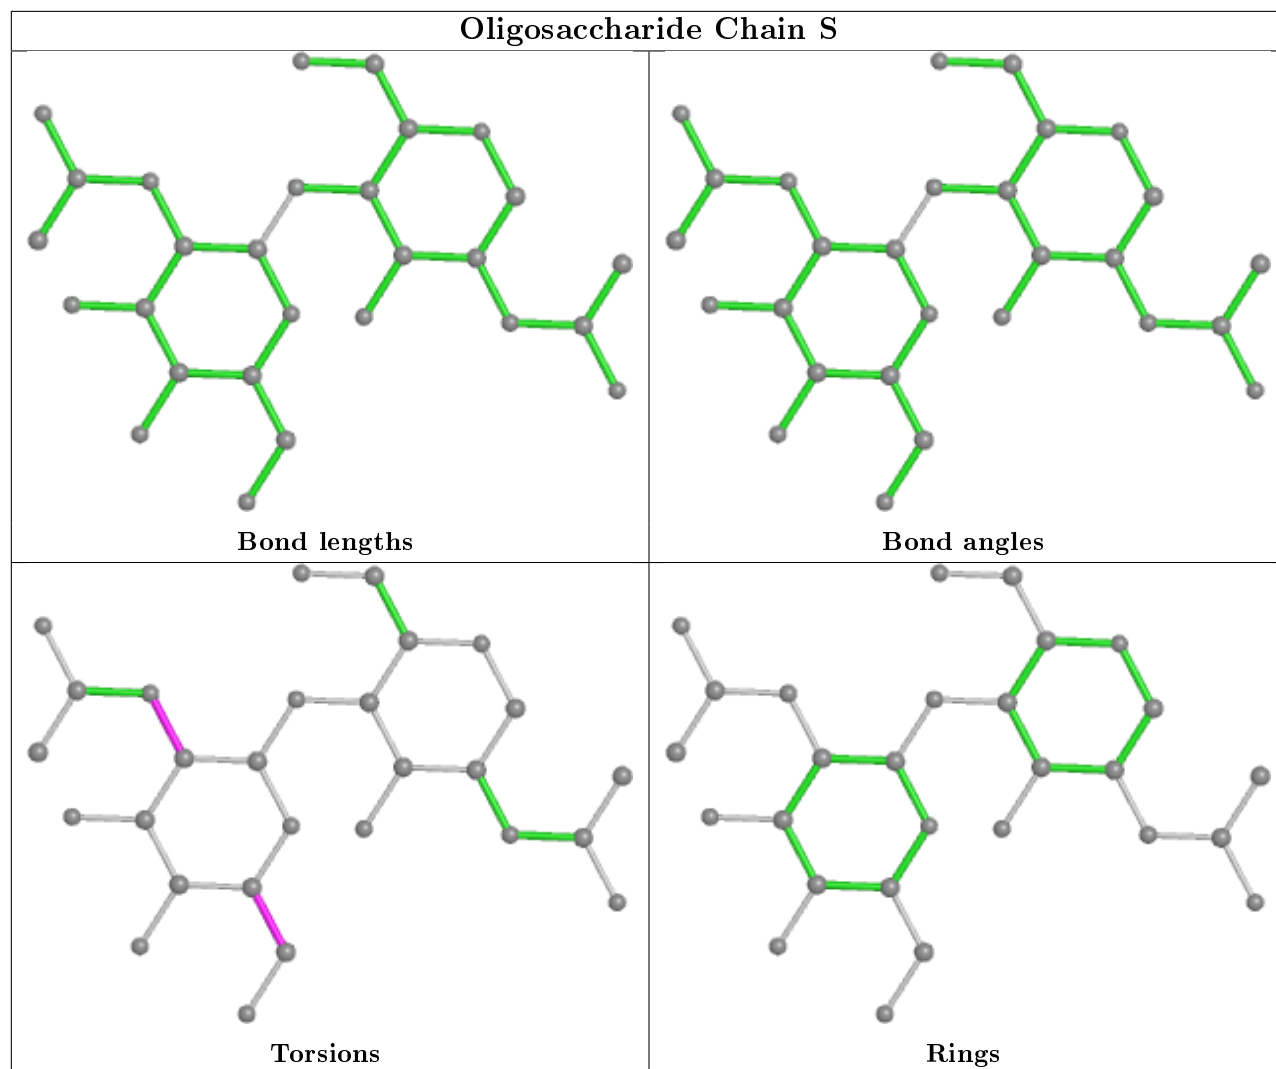 Oligosaccharide Chain S
Bond lengths
Bond angles
Torsions
Rings